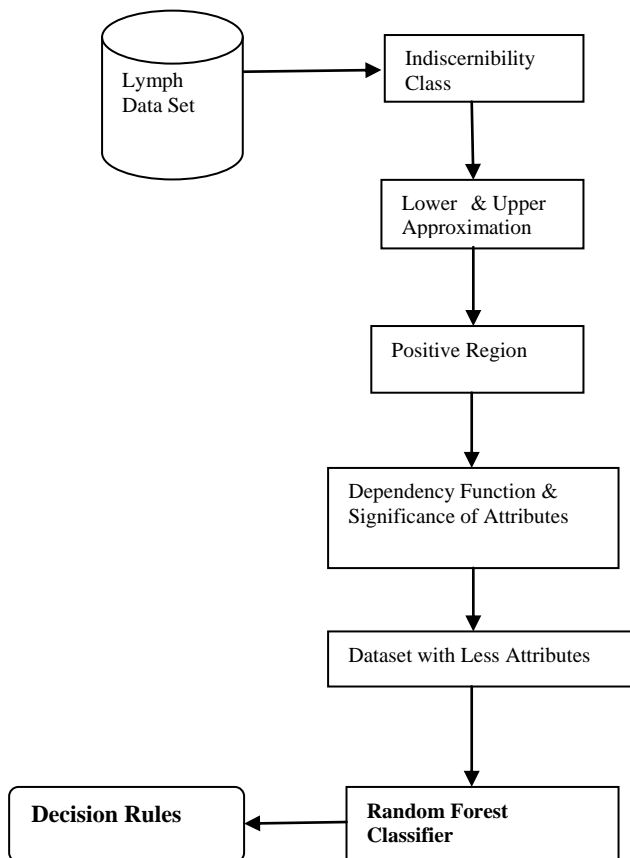 Lymph
Data Set
Indiscernibility
Class
Lower & Upper
Approximation
Positive Region
Dependency Function &
Significance of Attributes
Dataset with Less Attributes
Random Forest
Classifier
Decision Rules